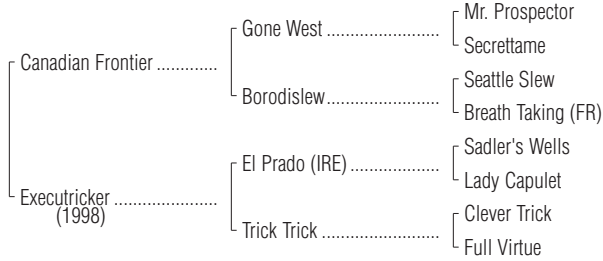 Mr. Prospector
Gone West
Secrettame
Canadian Frontier
Seattle Slew
Borodislew
Breath Taking (FR)
Sadler's Wells
El Prado (IRE)
Lady Capulet
Executricker
(1998)
Clever Trick
Trick Trick
Full Virtue